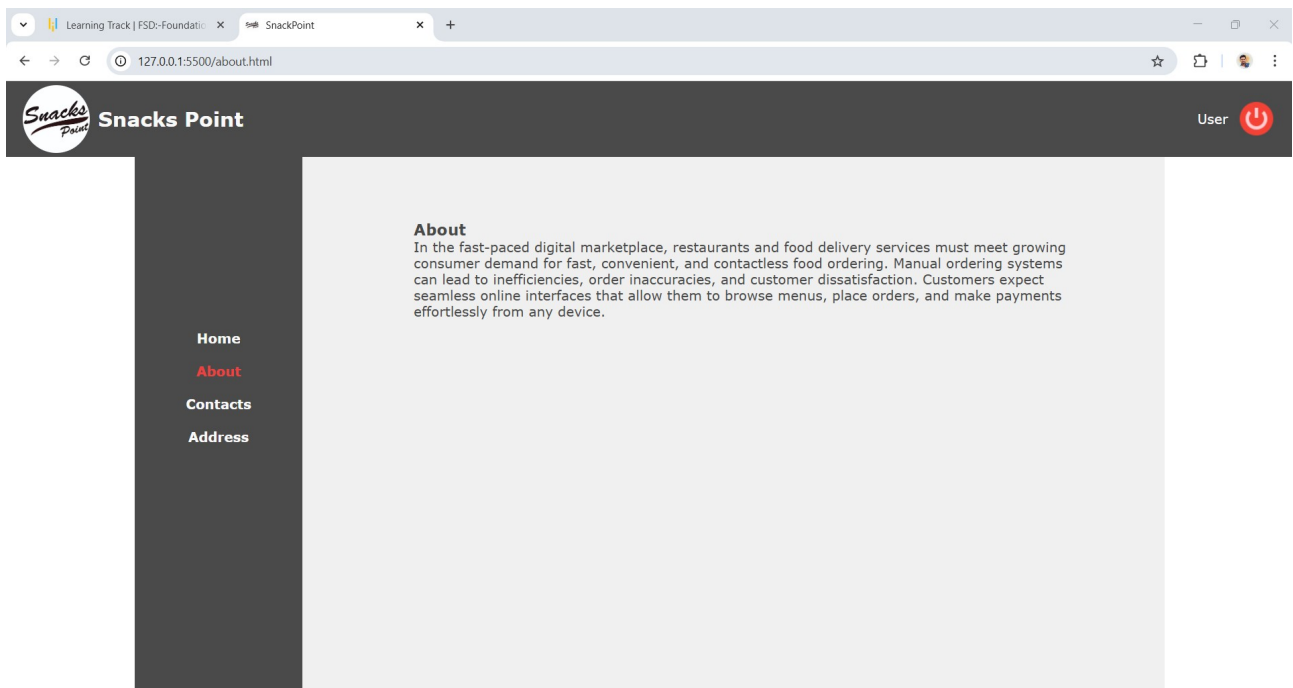 Learning Track | FSD:-Foundatio
SnackPoint
127.0.0.1:5500/about.html
Snacks Point
Snacks Point
User
About
In the fast-paced digital marketplace, restaurants and food delivery services must meet growing
consumer demand for fast, convenient, and contactless food ordering. Manual ordering systems
can lead to inefficiencies, order inaccuracies, and customer dissatisfaction. Customers expect
seamless online interfaces that allow them to browse menus, place orders, and make payments
effortlessly from any device.
Home
About
Contacts
Address